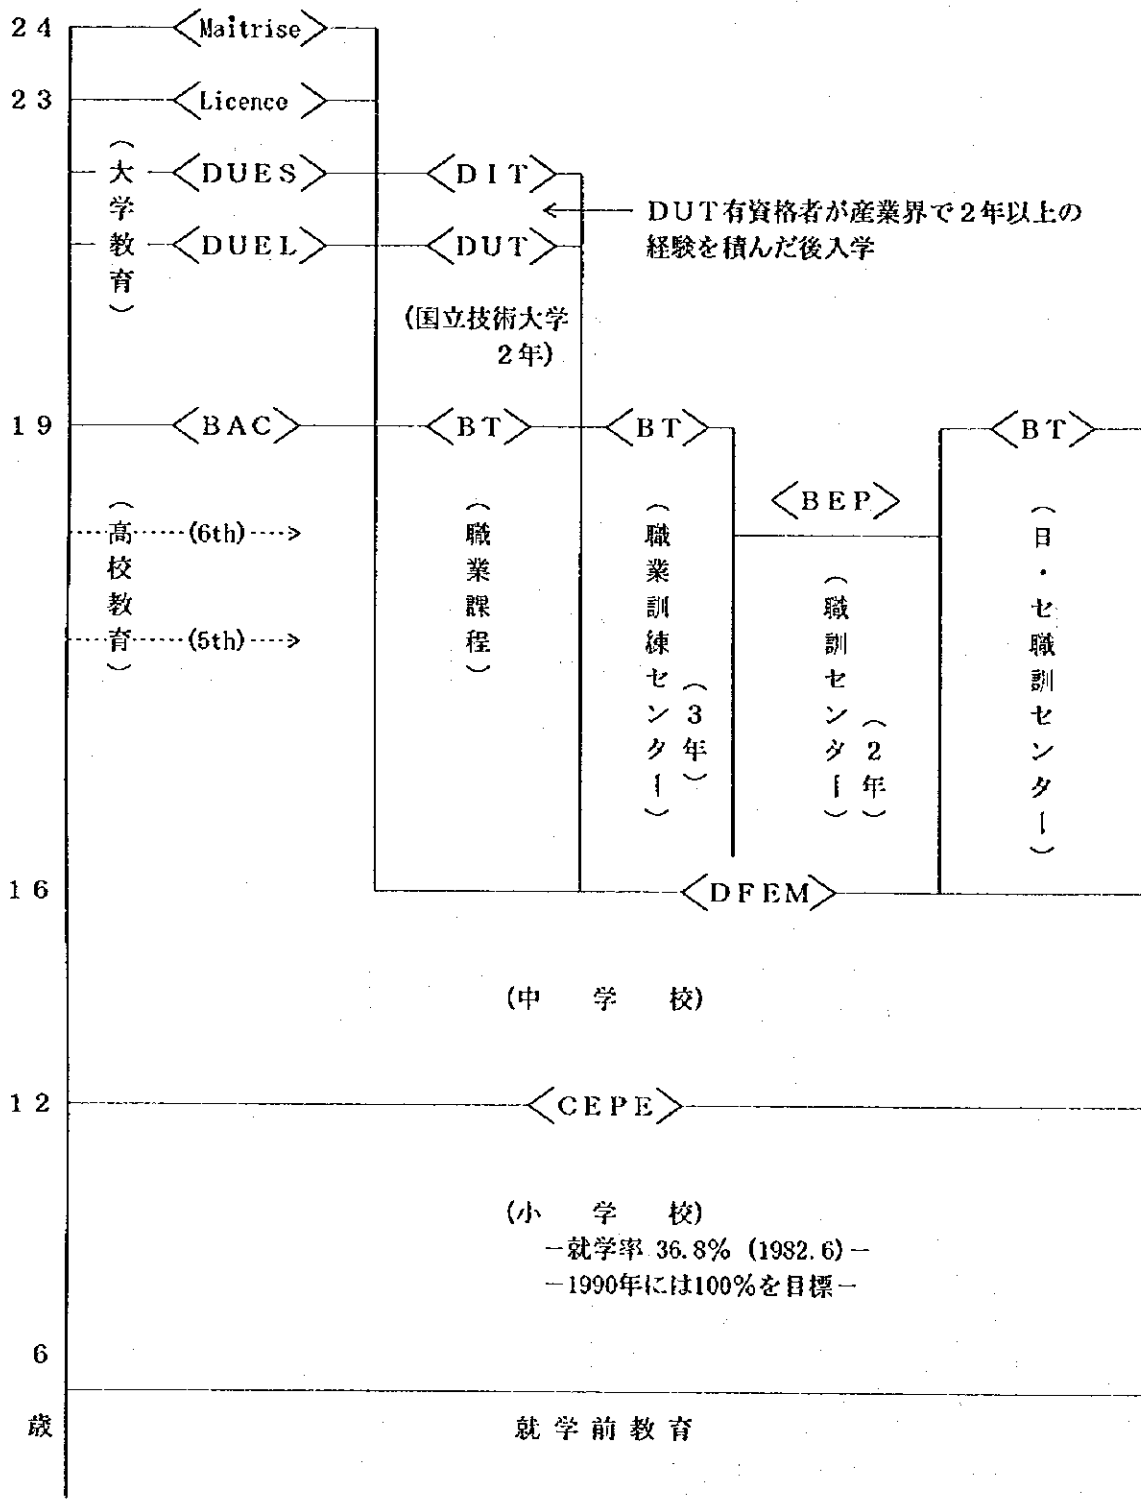 24 <Maîtrise>
23 <Licence>
(大学教育)
<DUES> <DIT>
← DUT有資格者が産業界で2年以上の
経験を積んだ後入学
<DUEL> <DUT>
(国立技術大学
2年)
19 <BAC> <BT> <BT> <BT>
<BEP>
(高校教育)
(6th)
(5th)
(職業課程)
(職業訓練センター)
(3年)
(職訓センター)
(2年)
(日・セ職訓センター)
16 <DFEM>
(中 学 校)
12 <CEPE>
(小 学 校)
－就学率 36.8% (1982.6)－
－1990年には100%を目標－
6
歳 就学前教育